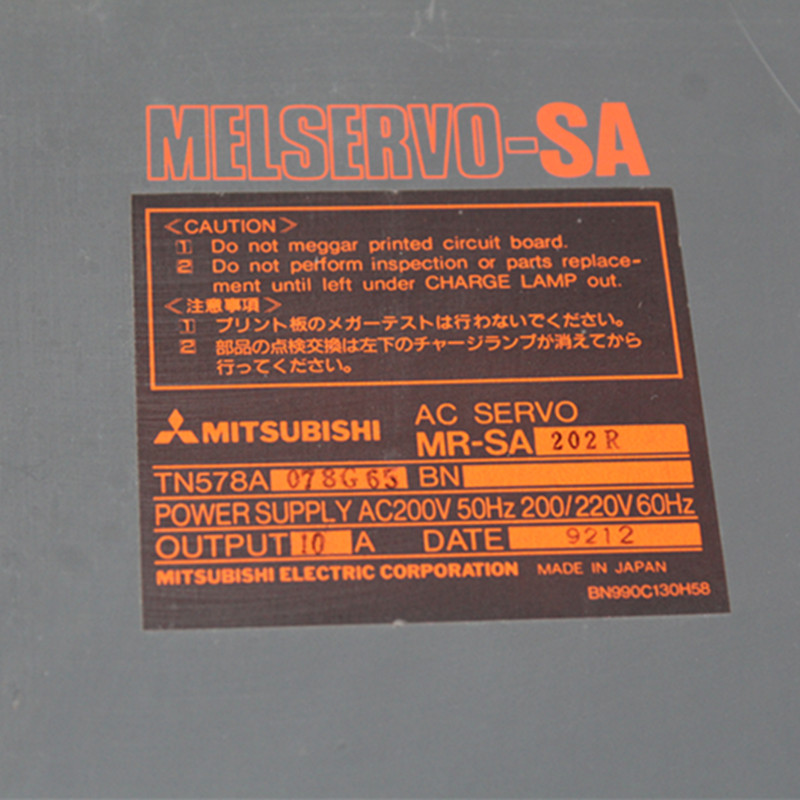 MELSERVO-SA
<CAUTION>
1 Do not meggar printed circuit board.
2 Do not perform inspection or parts replace-
ment until left under CHARGE LAMP out.
<注意事項>
1 プリント板のメガーテストは行わないでください。
2 部品の点検交換は左下のチャージランプが消えてから
行ってください。
MITSUBISHI
AC SERVO
MR-SA 202R
TN578A 078G65 BN
POWER SUPPLY AC200V 50Hz 200/220V 60Hz
OUTPUT 10 A DATE 9212
MITSUBISHI ELECTRIC CORPORATION MADE IN JAPAN
BN990C130H58